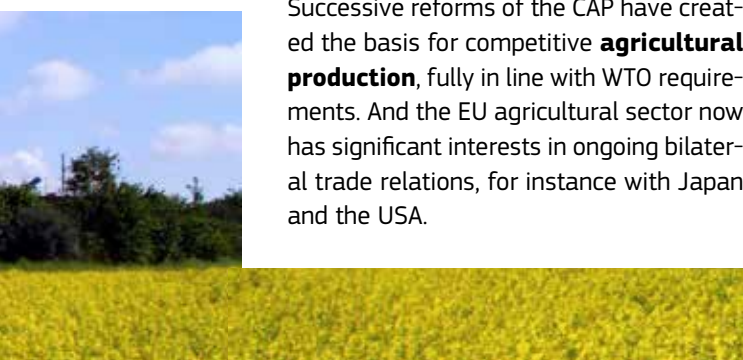 Successive reforms of the CAP have creat-
ed the basis for competitive agricultural
production, fully in line with WTO require-
ments. And the EU agricultural sector now
has significant interests in ongoing bilater-
al trade relations, for instance with Japan
and the USA.